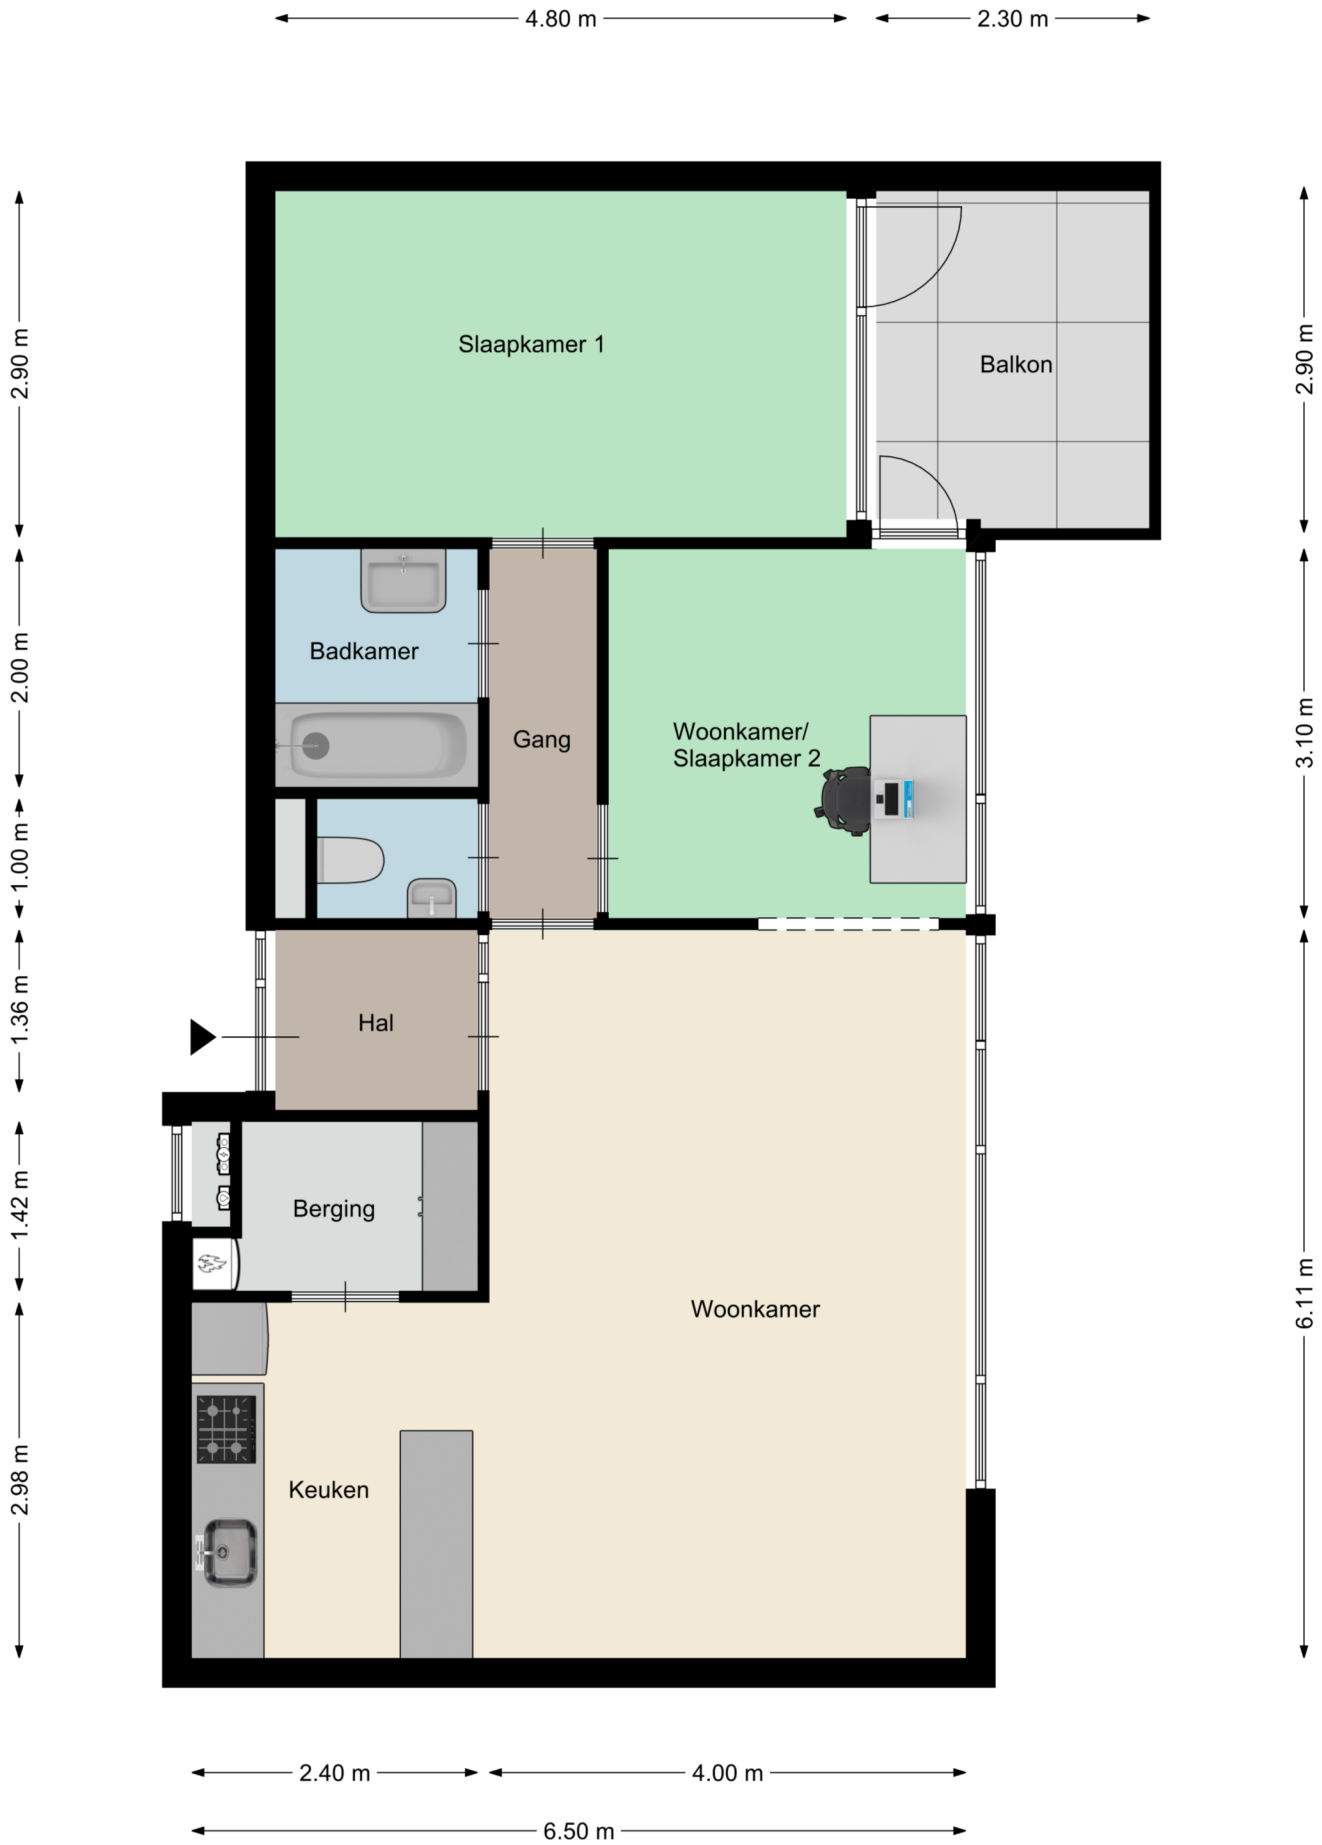 4.80 m
2.30 m
2.90 m
2.90 m
Slaapkamer 1
Balkon
2.00 m
Badkamer
Gang
Woonkamer/
Slaapkamer 2
3.10 m
1.00 m
1.36 m
Hal
1.42 m
Berging
Woonkamer
6.11 m
2.98 m
Keuken
2.40 m
4.00 m
6.50 m